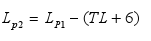 L_{p2} = L_{P1} − (TL + 6)